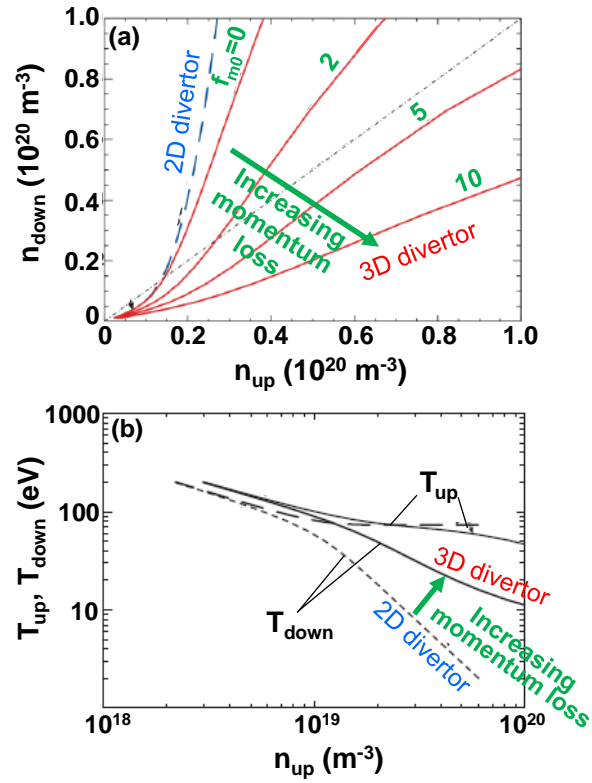 (a)
1.0
0.8
0.6
0.4
0.2
0
n_down (10^20 m^-3)
2D divertor
f_m0=0
2
5
10
Increasing
momentum
loss
3D divertor
0 0.2 0.4 0.6 0.8 1.0
n_up (10^20 m^-3)
(b)
1000
100
10
T_up, T_down (eV)
T_up
T_down
3D divertor
2D divertor
Increasing
momentum loss
10^18 10^19 10^20
n_up (m^-3)